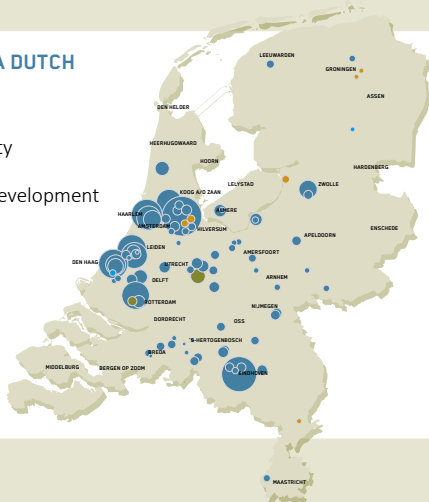 A DUTCH
ty
evelopment
LEEUWARDEN
GRONINGEN
ASSEN
DEN HELDER
HEERHUGOWAARD
HOORN
HARDENBERG
LELYSTAD
ZWOLLE
KOOG A/D ZAAN
HAARLEM
ALMERE
AMSTERDAM
HILVERSUM
ENSCHEDE
APELDOORN
LEIDEN
AMERSFOORT
DEN HAAG
UTRECHT
ARNHEM
DELFT
ROTTERDAM
NIJMEGEN
DORDRECHT
OSS
'S-HERTOGENBOSCH
BREDA
MIDDELBURG
BERGEN OP ZOOM
EINDHOVEN
MAASTRICHT